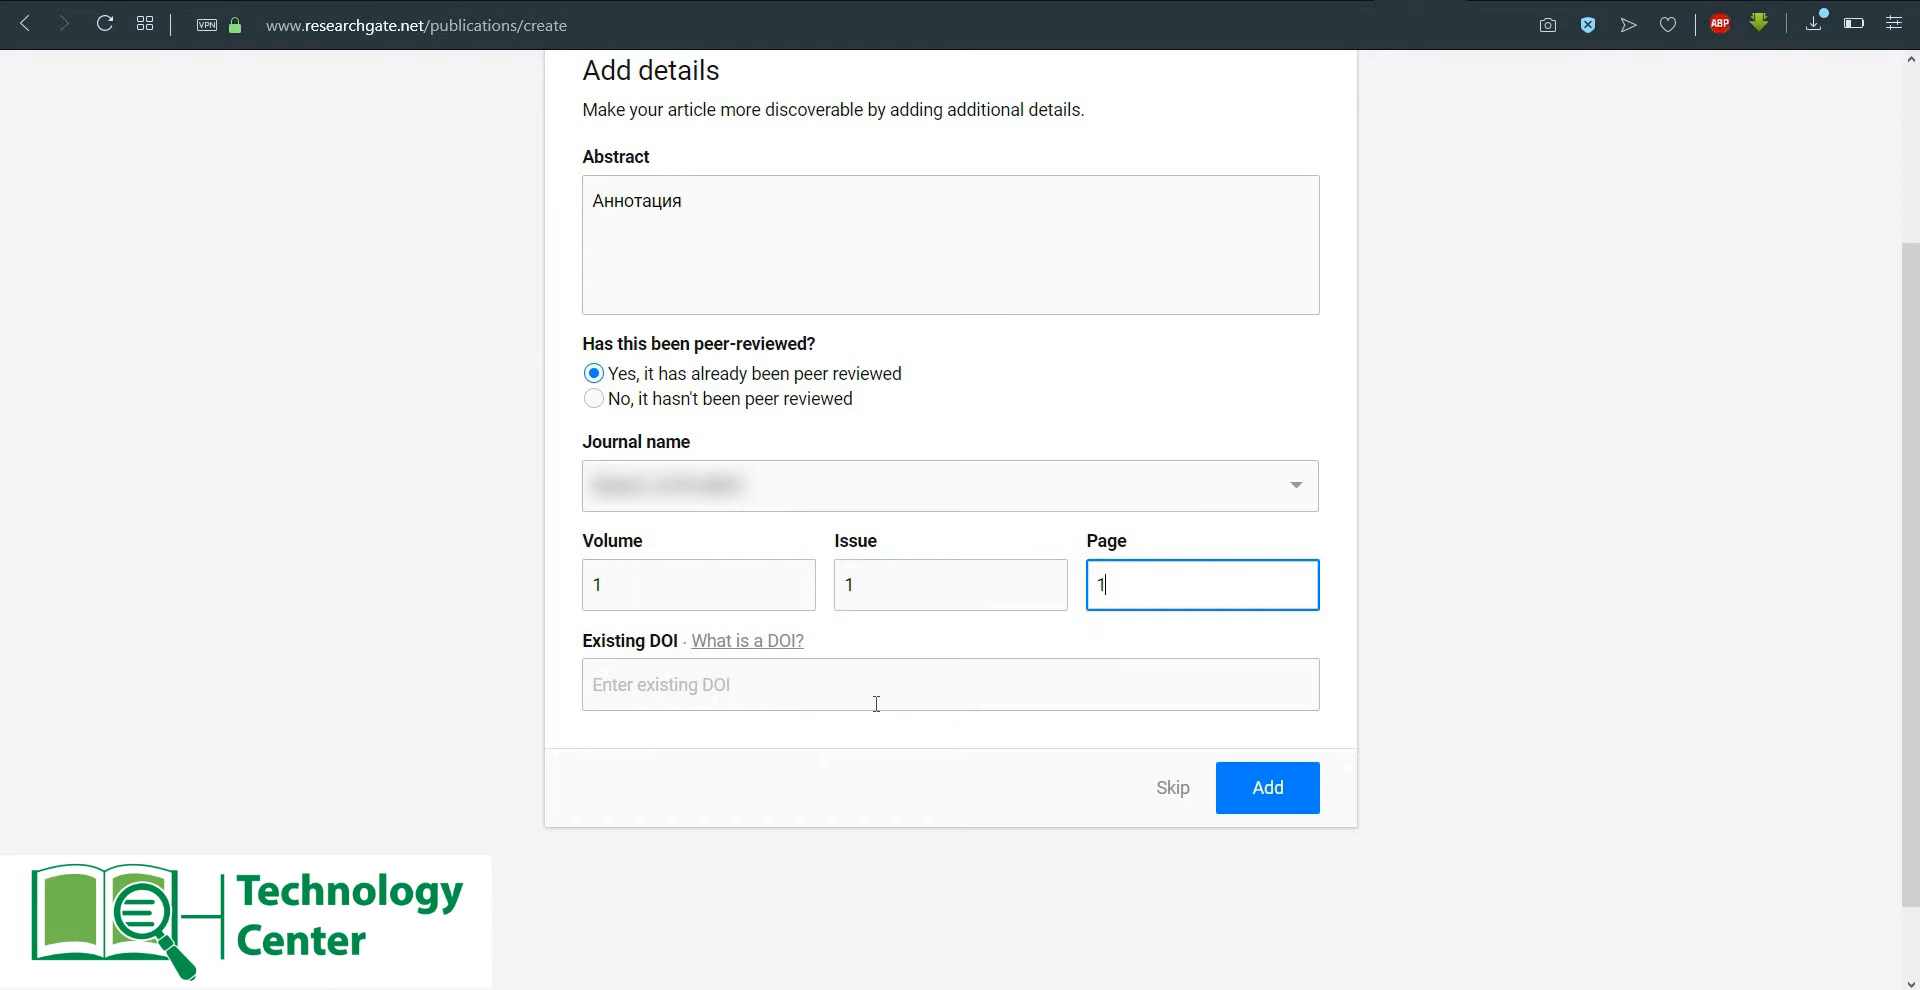 VPN
www.researchgate.net/publications/create
ABP
Add details
Make your article more discoverable by adding additional details.
Abstract
Аннотация
Has this been peer-reviewed?
Yes, it has already been peer reviewed
No, it hasn't been peer reviewed
Journal name
Volume
Issue
Page
1
1
1
Existing DOI · What is a DOI?
Enter existing DOI
Skip
Add
Technology
Center